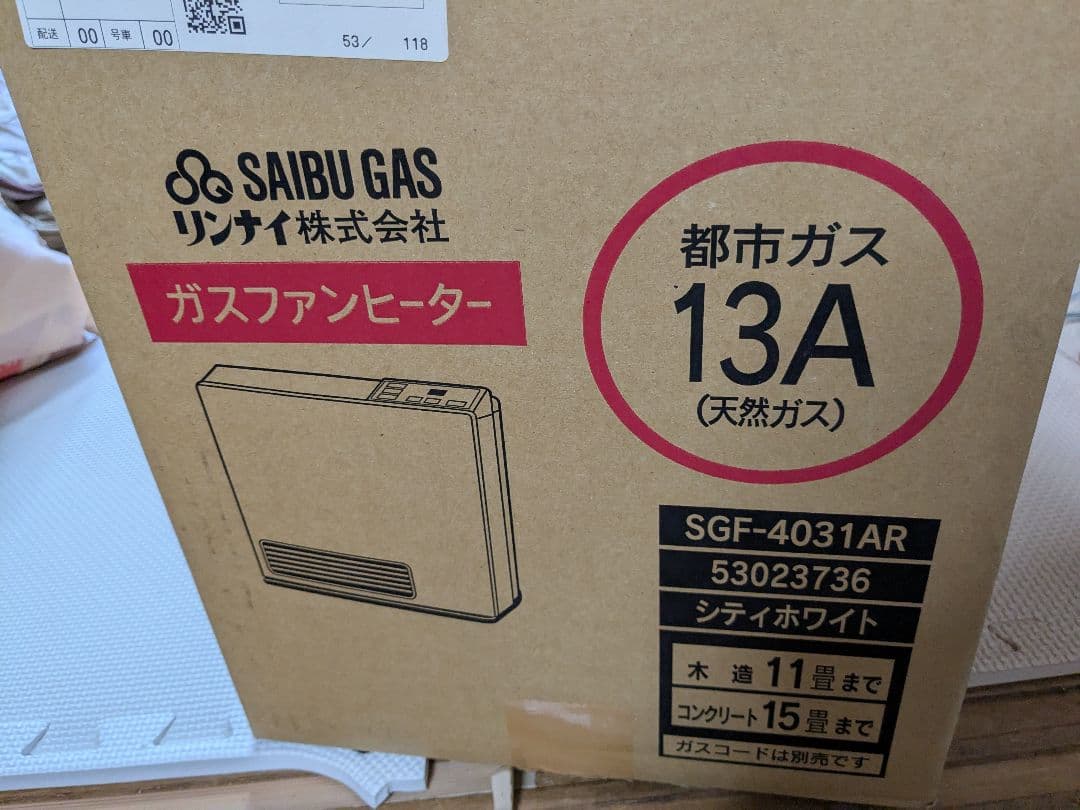 配送 00 号車 00
53/ 118
SAIBU GAS
リンナイ株式会社
ガスファンヒーター
都市ガス
13A
(天然ガス)
SGF-4031AR
53023736
シティホワイト
木造 11畳まで
コンクリート 15畳まで
ガスコードは別売です